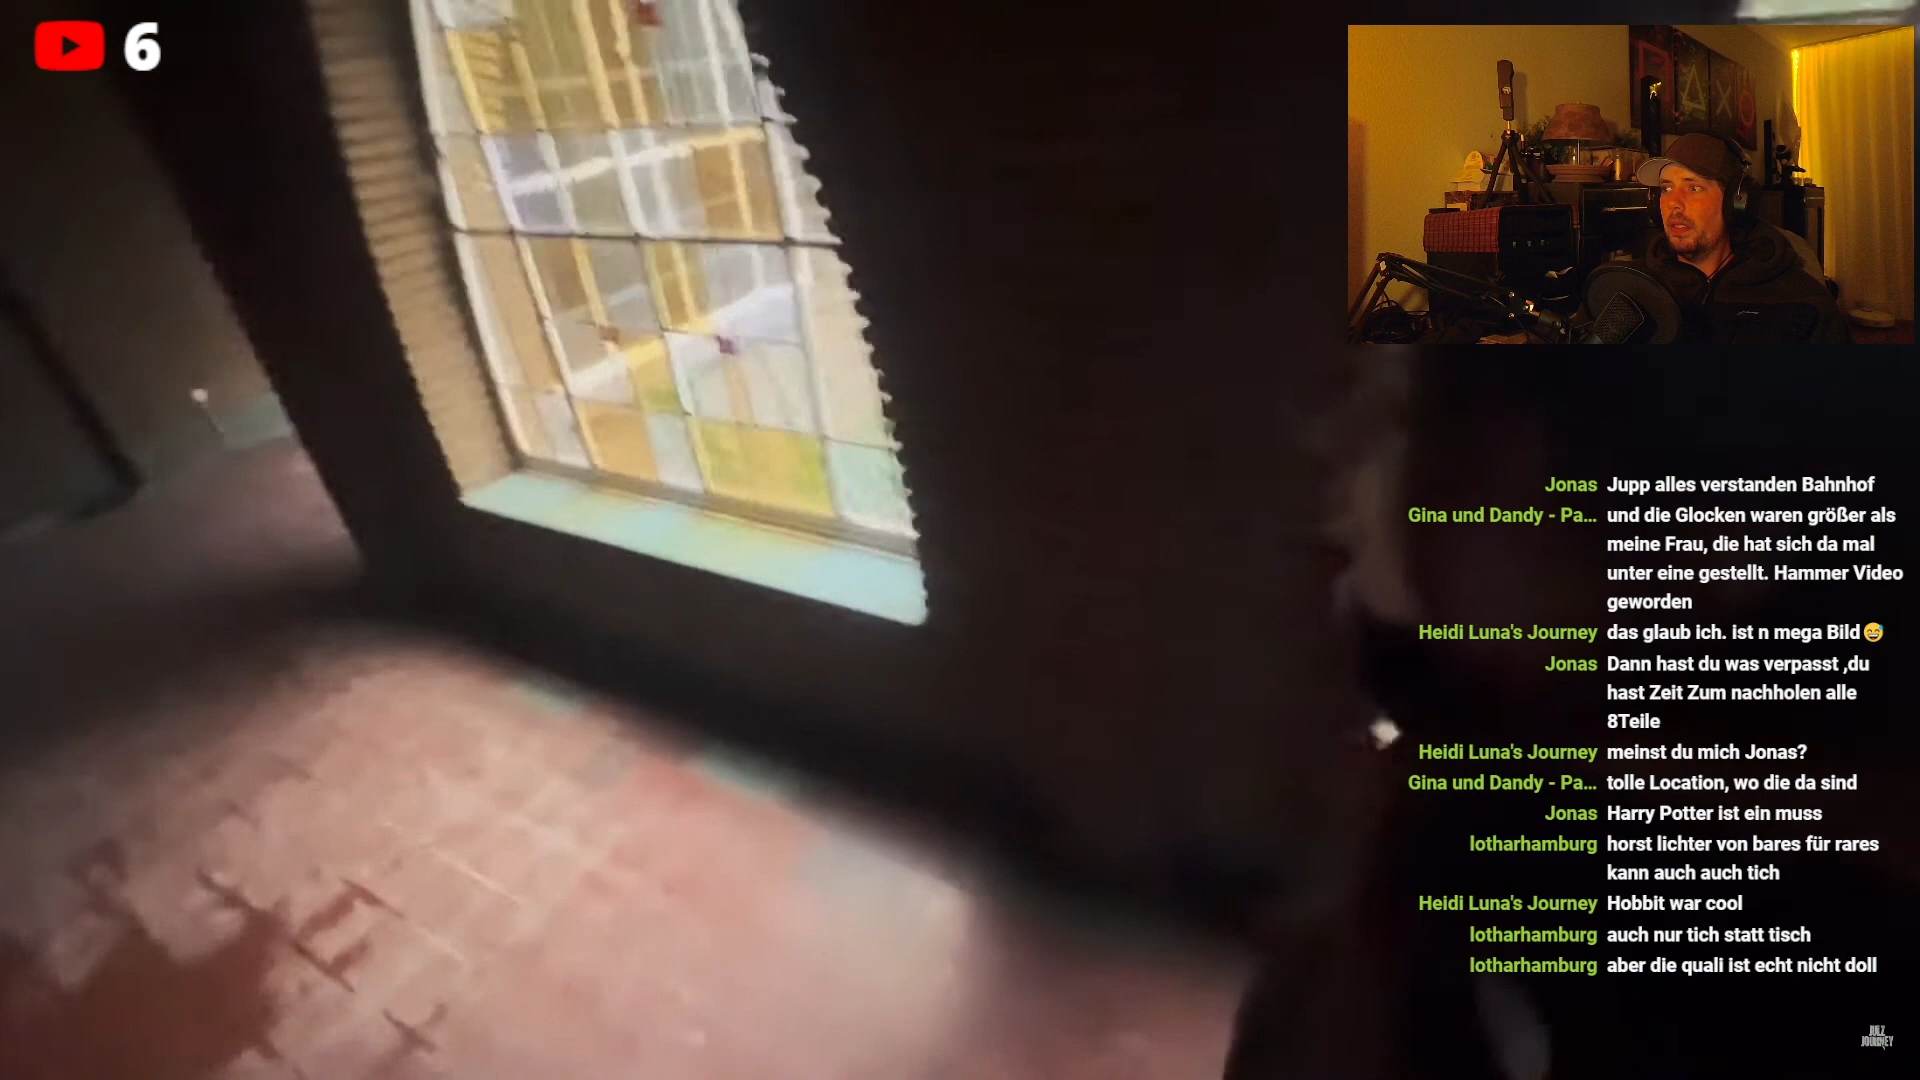 6
Jonas Jupp alles verstanden Bahnhof
Gina und Dandy - Pa... und die Glocken waren größer als
meine Frau, die hat sich da mal
unter eine gestellt. Hammer Video
geworden
Heidi Luna's Journey das glaub ich. ist n mega Bild😅
Jonas Dann hast du was verpasst ,du
hast Zeit Zum nachholen alle
8Teile
Heidi Luna's Journey meinst du mich Jonas?
Gina und Dandy - Pa... tolle Location, wo die da sind
Jonas Harry Potter ist ein muss
lotharhamburg horst lichter von bares für rares
kann auch auch tich
Heidi Luna's Journey Hobbit war cool
lotharhamburg auch nur tich statt tisch
lotharhamburg aber die quali ist echt nicht doll
JULZ
JOURNEY